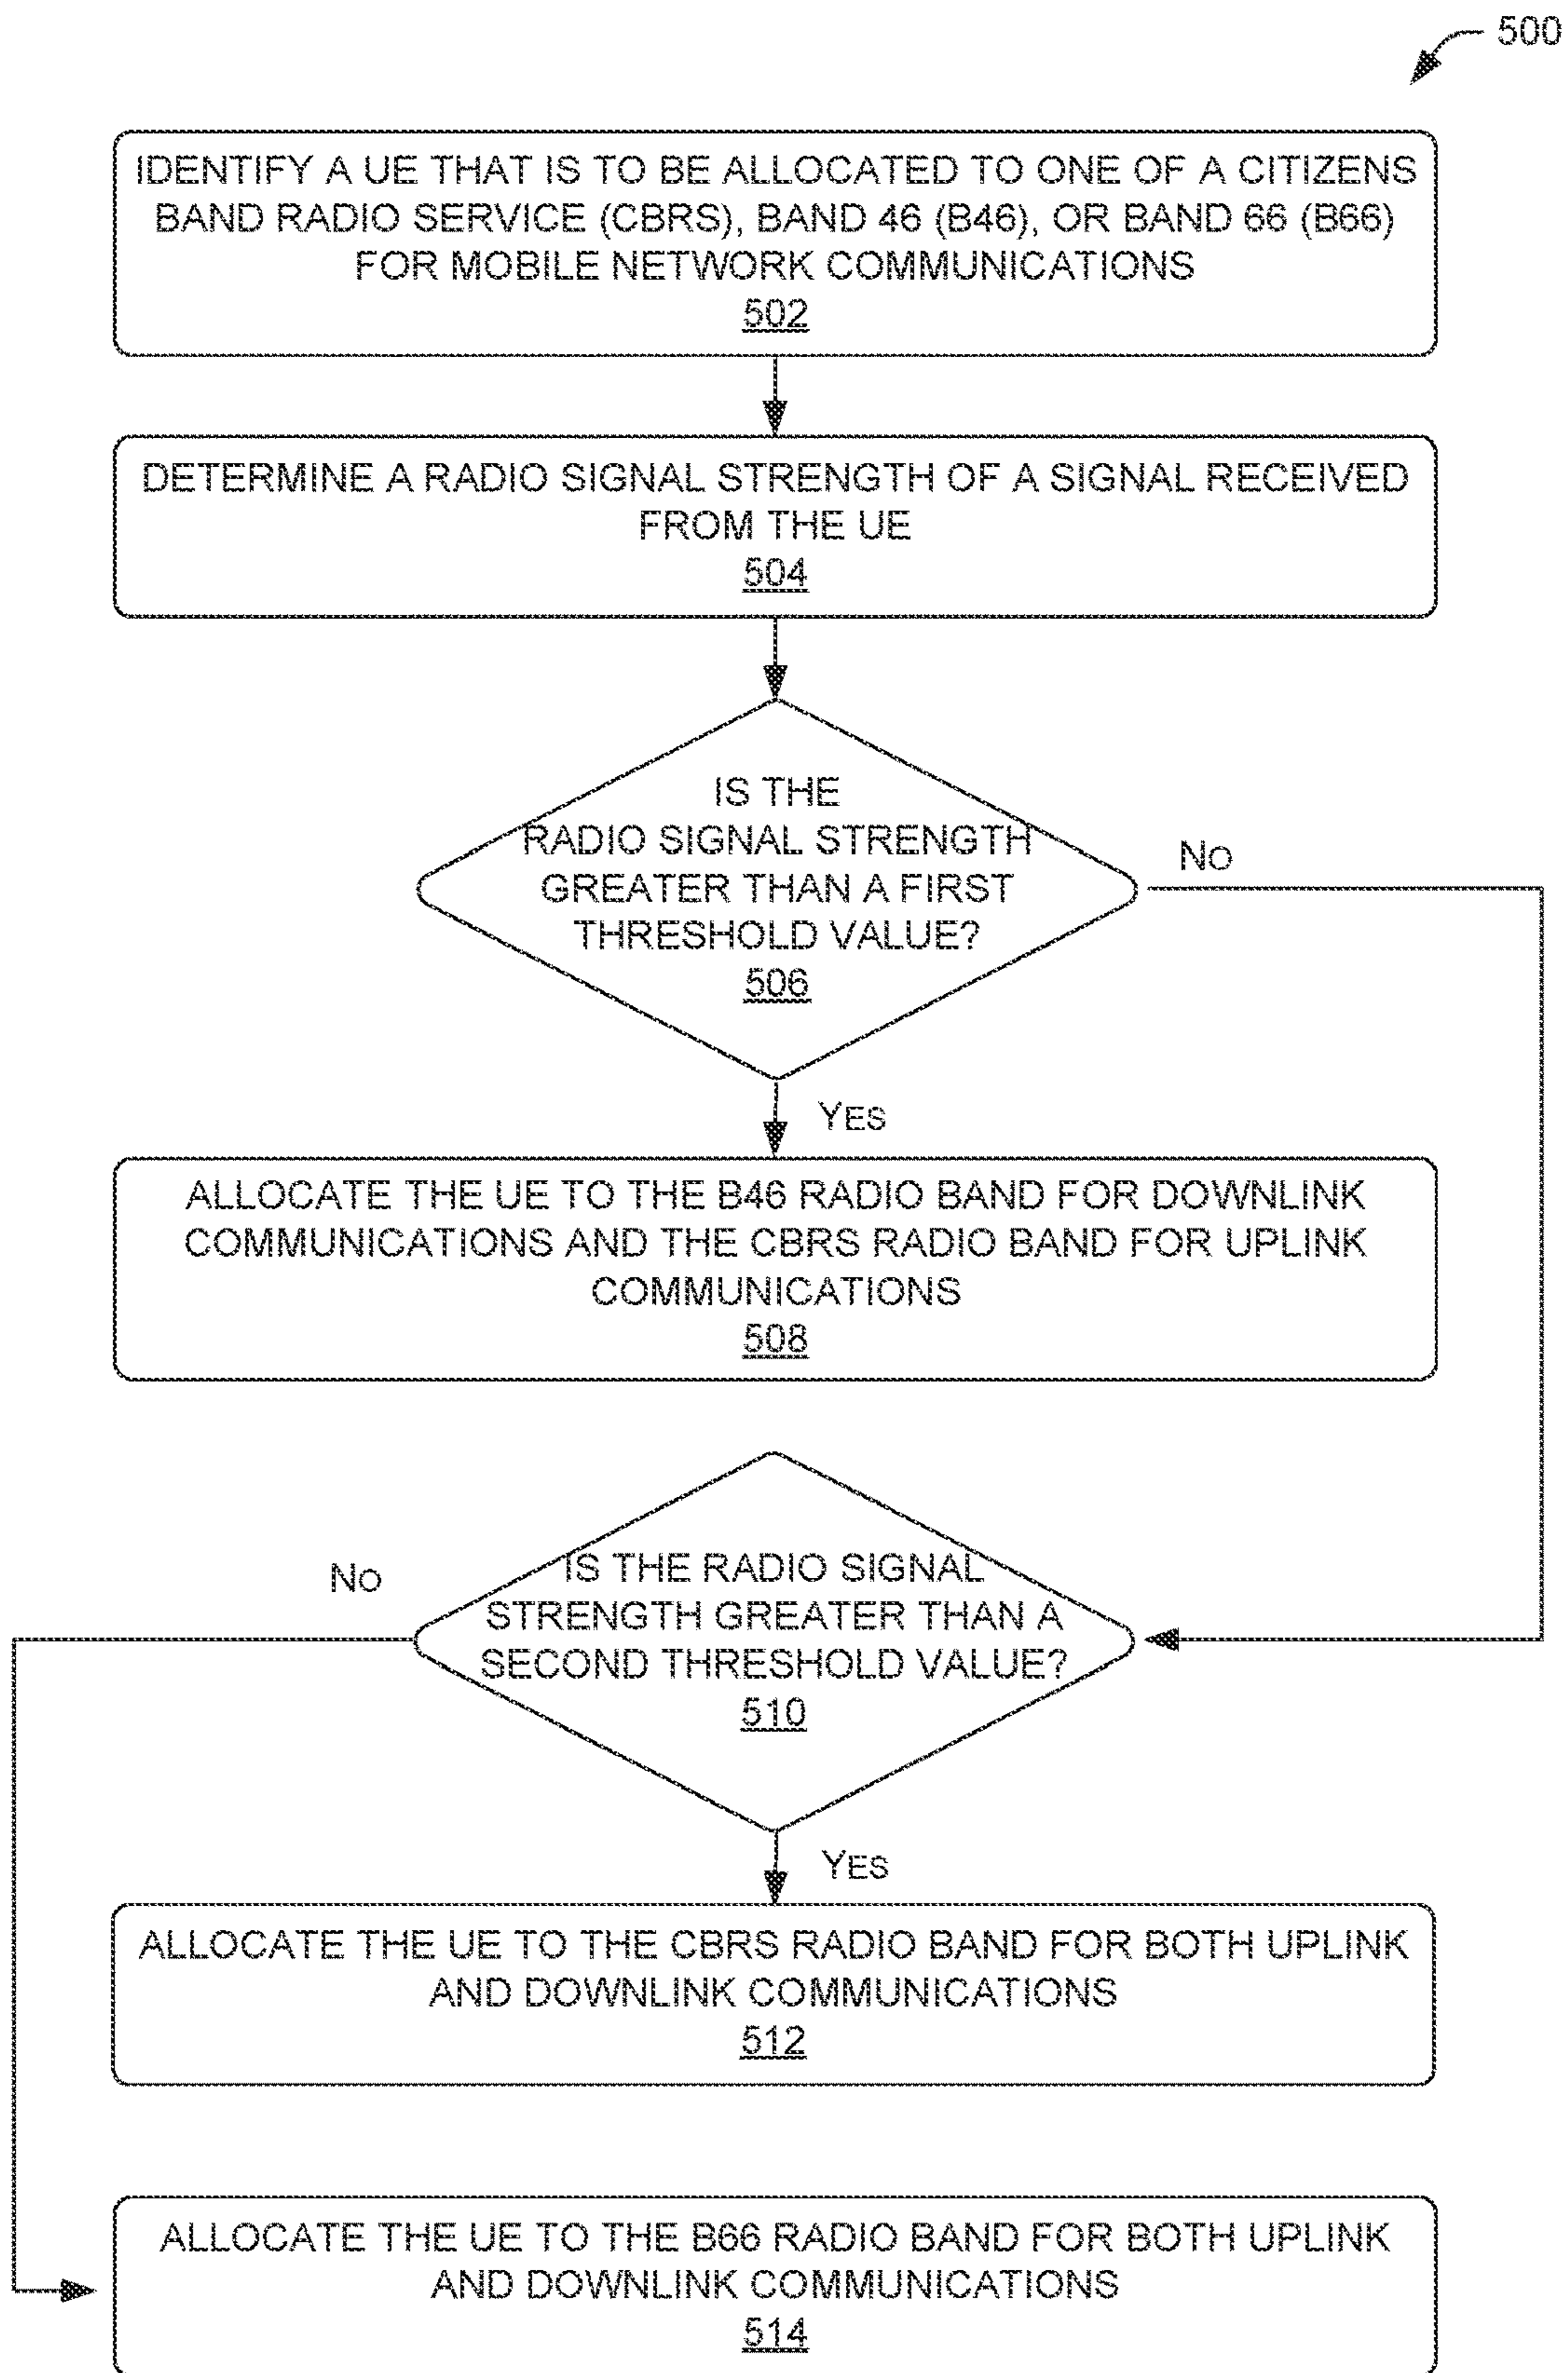 500
IDENTIFY A UE THAT IS TO BE ALLOCATED TO ONE OF A CITIZENS
BAND RADIO SERVICE (CBRS), BAND 46 (B46), OR BAND 66 (B66)
FOR MOBILE NETWORK COMMUNICATIONS
502
DETERMINE A RADIO SIGNAL STRENGTH OF A SIGNAL RECEIVED
FROM THE UE
504
IS THE
RADIO SIGNAL STRENGTH
GREATER THAN A FIRST
THRESHOLD VALUE?
506
NO
YES
ALLOCATE THE UE TO THE B46 RADIO BAND FOR DOWNLINK
COMMUNICATIONS AND THE CBRS RADIO BAND FOR UPLINK
COMMUNICATIONS
508
NO
IS THE RADIO SIGNAL
STRENGTH GREATER THAN A
SECOND THRESHOLD VALUE?
510
YES
ALLOCATE THE UE TO THE CBRS RADIO BAND FOR BOTH UPLINK
AND DOWNLINK COMMUNICATIONS
512
ALLOCATE THE UE TO THE B66 RADIO BAND FOR BOTH UPLINK
AND DOWNLINK COMMUNICATIONS
514